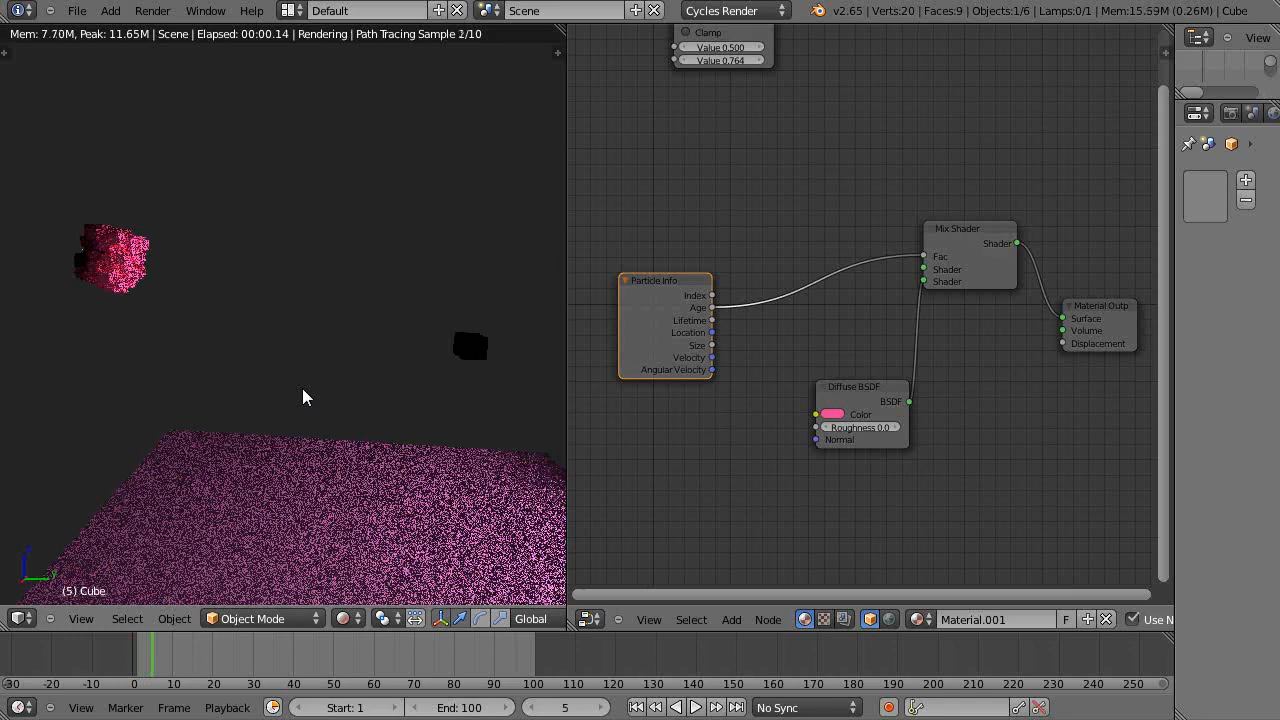 File Add Render Window Help Default Scene Cycles Render v2.65 | Verts:20 | Faces:9 | Objects:1/6 | Lamps:0/1 | Mem:15.59M (0.26M) | Cube
Mem: 7.70M, Peak: 11.65M | Scene | Elapsed: 00:00.14 | Rendering | Path Tracing Sample 2/10
Clamp
Value 0.500
Value 0.764
View
Mix Shader
Shader
Fac
Shader
Shader
Particle Info
Index
Age
Lifetime
Location
Size
Velocity
Angular Velocity
Material Outp
Surface
Volume
Displacement
Diffuse BSDF
BSDF
Color
Roughness 0.0
Normal
(5) Cube
View Select Object Object Mode Global
View Select Add Node Material.001 F Use N
-30 -20 -10 0 10 20 30 40 50 60 70 80 90 100 110 120 130 140 150 160 170 180 190 200 210 220 230 240 250
View Marker Frame Playback Start: 1 End: 100 5 No Sync